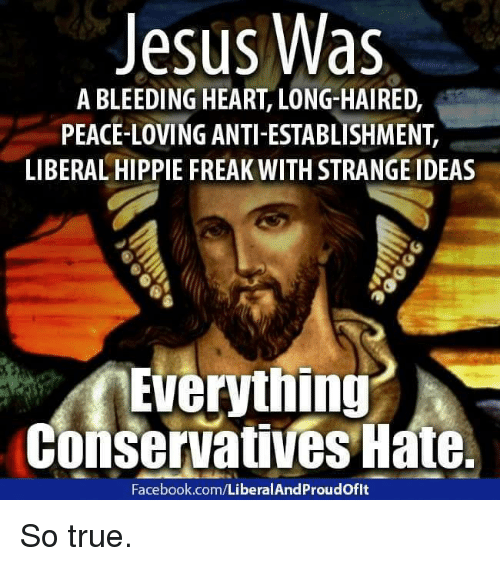 Jesus Was
A BLEEDING HEART, LONG-HAIRED,
PEACE-LOVING ANTI-ESTABLISHMENT,
LIBERAL HIPPIE FREAK WITH STRANGE IDEAS
Everything
Conservatives Hate.
Facebook.com/LiberalAndProudOfIt
So true.